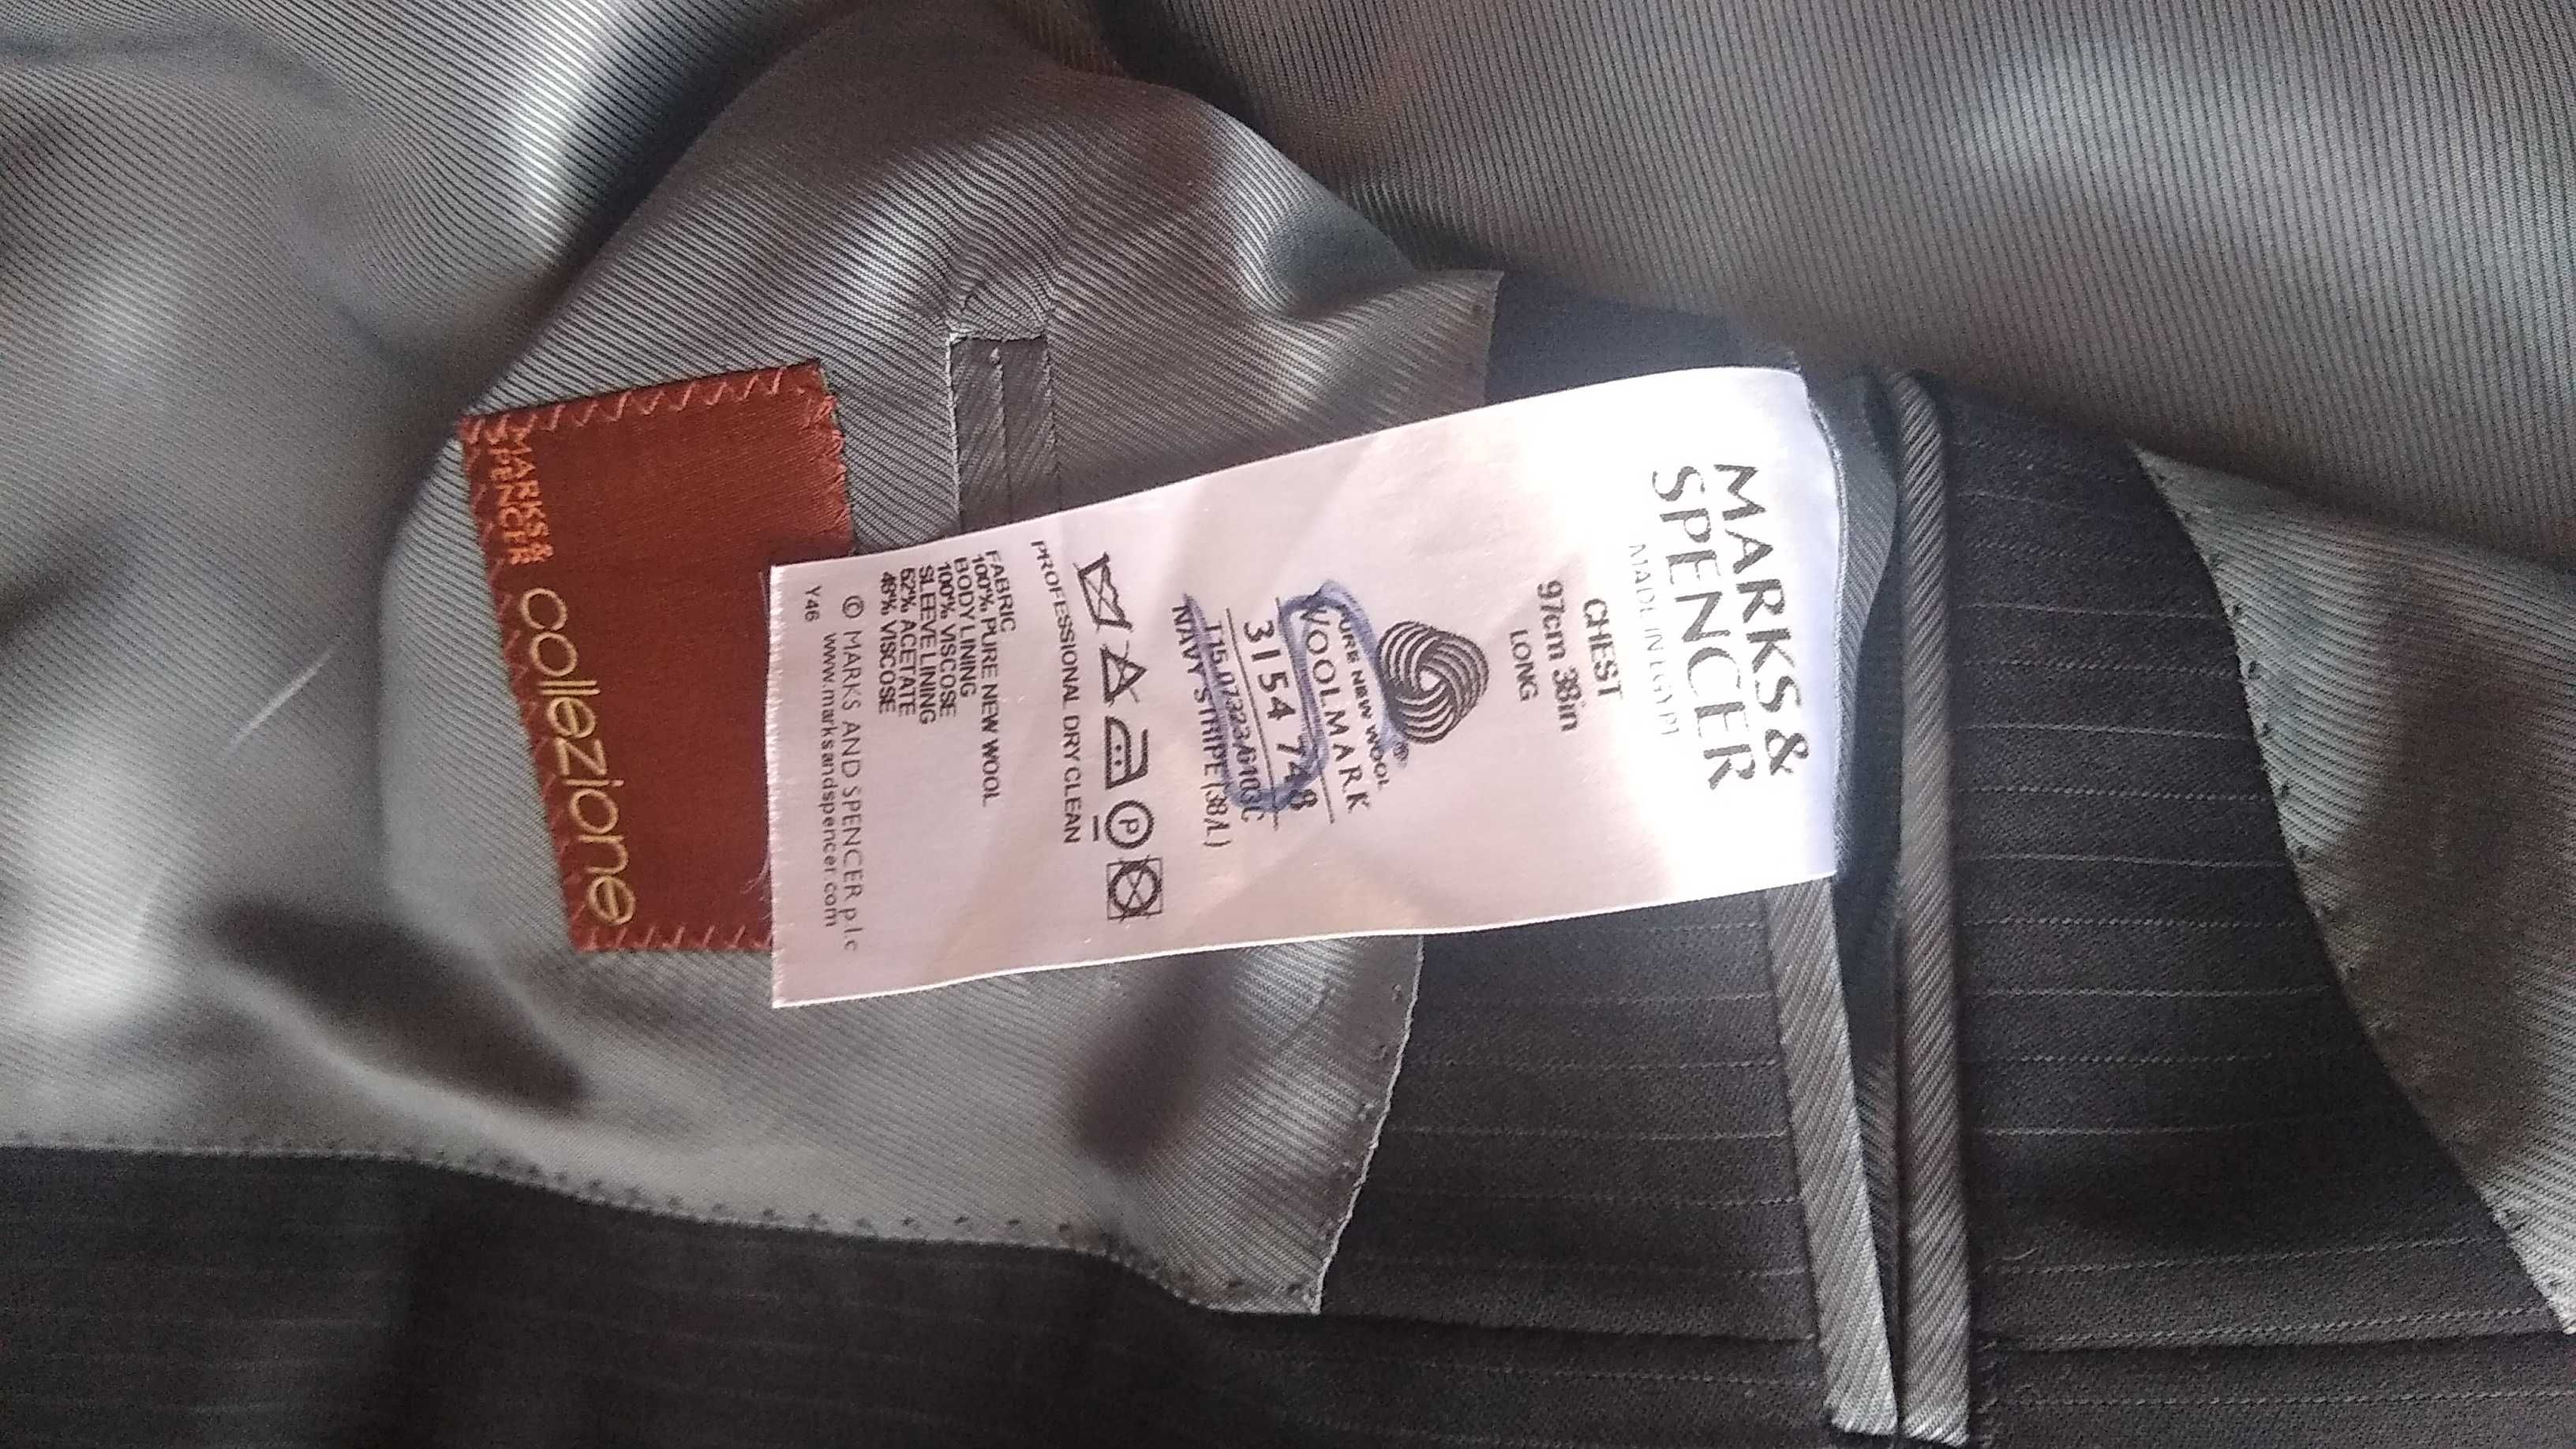 MARKS &
SPENCER
MADE IN EGYPT
CHEST
97cm 38in
LONG
®
PURE NEW WOOL
WOOLMARK
3154 748
NAVY STRIPE (38/L)
P
PROFESSIONAL DRY CLEAN
FABRIC
100% PURE NEW WOOL
BODY LINING
100% VISCOSE
SLEEVE LINING
52% ACETATE
48% VISCOSE
© MARKS AND SPENCER plc
Y46 www.marksandspencer.com
MARKS &
SPENCER
collezione